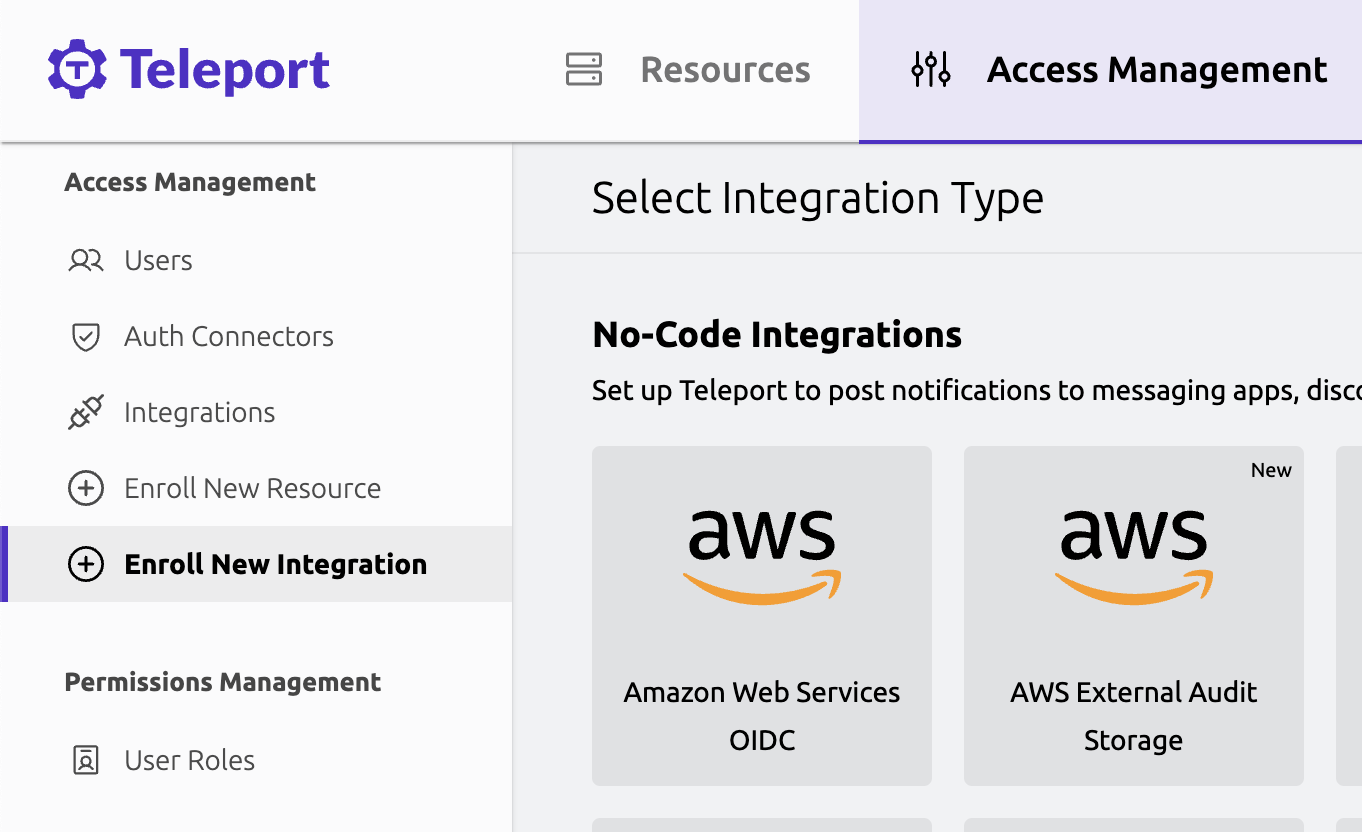 Teleport
Resources
Access Management
Access Management
Users
Auth Connectors
Integrations
Enroll New Resource
Enroll New Integration
Permissions Management
User Roles
Select Integration Type
No-Code Integrations
Set up Teleport to post notifications to messaging apps, disco
aws
Amazon Web Services
OIDC
New
aws
AWS External Audit
Storage